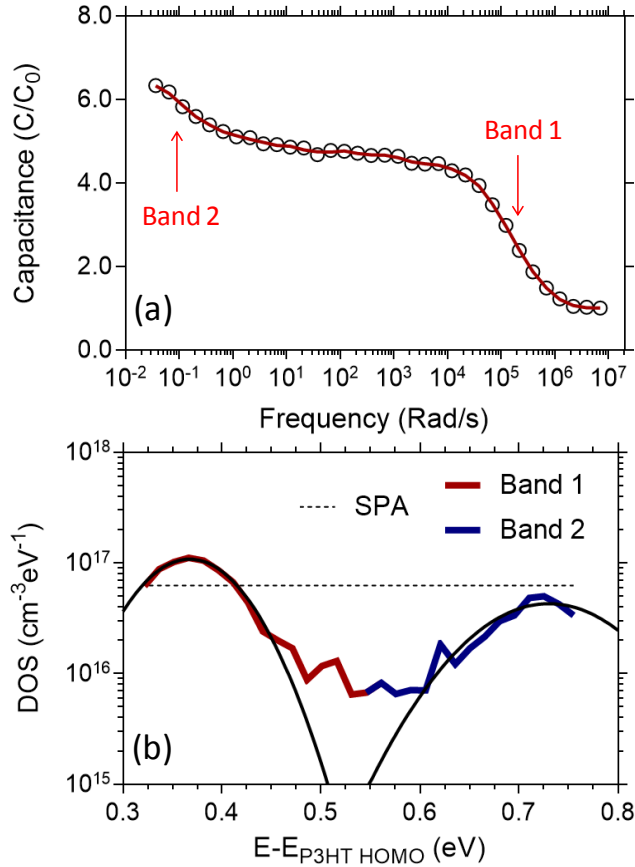 8.0
6.0
4.0
2.0
0.0
Capacitance (C/C₀)
Band 1
Band 2
(a)
10⁻² 10⁻¹ 10⁰ 10¹ 10² 10³ 10⁴ 10⁵ 10⁶ 10⁷
Frequency (Rad/s)
10¹⁸
10¹⁷
10¹⁶
10¹⁵
DOS (cm⁻³eV⁻¹)
Band 1
SPA
Band 2
(b)
0.3 0.4 0.5 0.6 0.7 0.8
E-E_P3HT HOMO (eV)